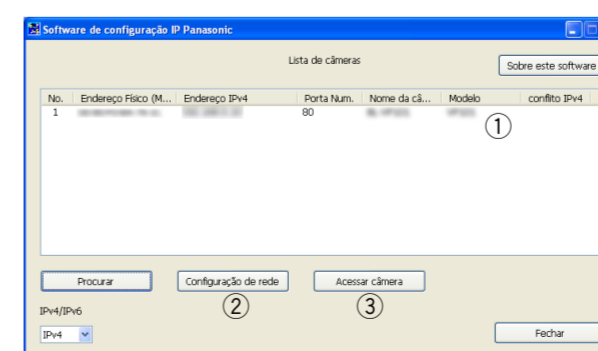 Software de configuração IP Panasonic
Lista de câmeras
Sobre este software
No. Endereço Físico (M... Endereço IPv4 Porta Num. Nome da câ... Modelo conflito IPv4
1 80
①
Procurar Configuração de rede Acessar câmera
② ③
IPv4/IPv6
IPv4 Fechar